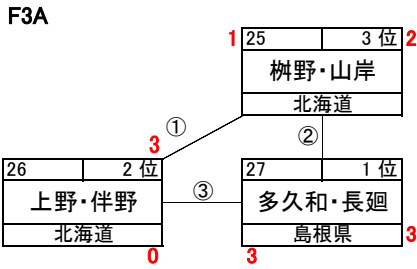 F3A
1 25 3 位 2
桝野・山岸
北海道
3 ① ②
26 2 位
上野・伴野
北海道
0
③
27 1 位
多久和・長廻
島根県 3
3